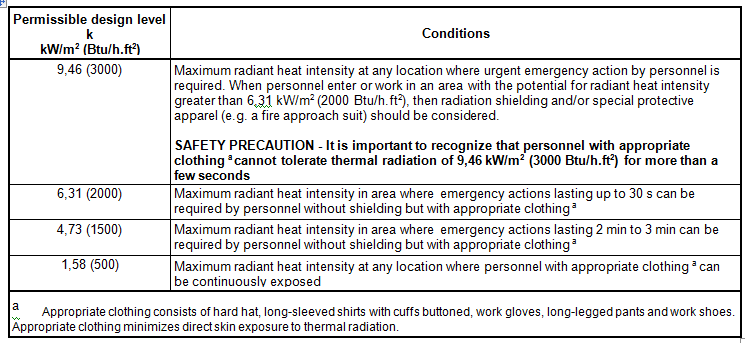 Permissible design level
k
kW/m² (Btu/h.ft²)
Conditions
9,46 (3000)
Maximum radiant heat intensity at any location where urgent emergency action by personnel is
required. When personnel enter or work in an area with the potential for radiant heat intensity
greater than 6,31 kW/m² (2000 Btu/h.ft²), then radiation shielding and/or special protective
apparel (e.g. a fire approach suit) should be considered.
SAFETY PRECAUTION - It is important to recognize that personnel with appropriate
clothing ª cannot tolerate thermal radiation of 9,46 kW/m² (3000 Btu/h.ft²) for more than a
few seconds
6,31 (2000)
Maximum radiant heat intensity in area where emergency actions lasting up to 30 s can be
required by personnel without shielding but with appropriate clothing ª
4,73 (1500)
Maximum radiant heat intensity in area where emergency actions lasting 2 min to 3 min can be
required by personnel without shielding but with appropriate clothing ª
1,58 (500)
Maximum radiant heat intensity at any location where personnel with appropriate clothing ª can
be continuously exposed
a Appropriate clothing consists of hard hat, long-sleeved shirts with cuffs buttoned, work gloves, long-legged pants and work shoes.
Appropriate clothing minimizes direct skin exposure to thermal radiation.